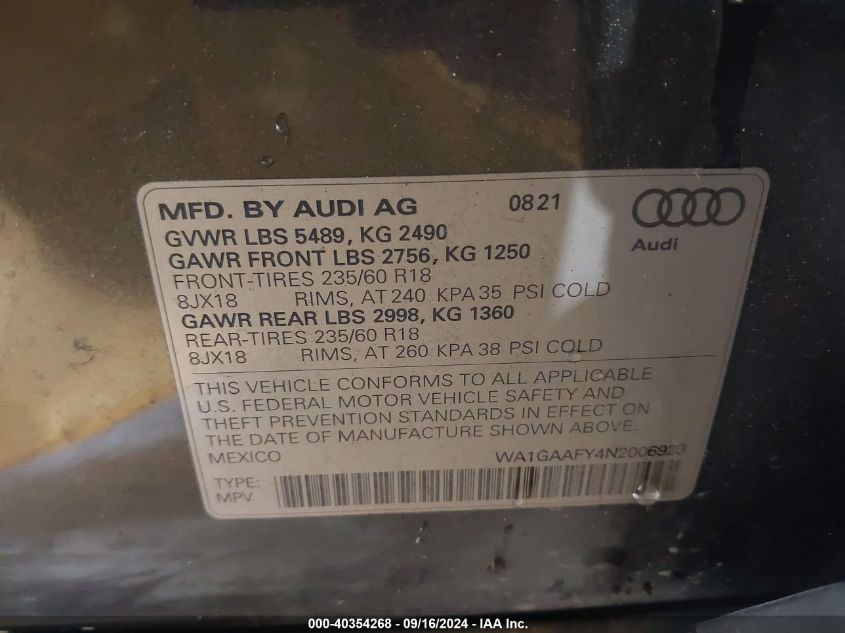 MFD. BY AUDI AG 0821
Audi
GVWR LBS 5489, KG 2490
GAWR FRONT LBS 2756, KG 1250
FRONT-TIRES 235/60 R18
8JX18 RIMS, AT 240 KPA 35 PSI COLD
GAWR REAR LBS 2998, KG 1360
REAR-TIRES 235/60 R18
8JX18 RIMS, AT 260 KPA 38 PSI COLD
THIS VEHICLE CONFORMS TO ALL APPLICABLE
U.S. FEDERAL MOTOR VEHICLE SAFETY AND
THEFT PREVENTION STANDARDS IN EFFECT ON
THE DATE OF MANUFACTURE SHOWN ABOVE.
MEXICO WA1GAAFY4N2006923
TYPE:
MPV
000-40354268 - 09/16/2024 - IAA Inc.